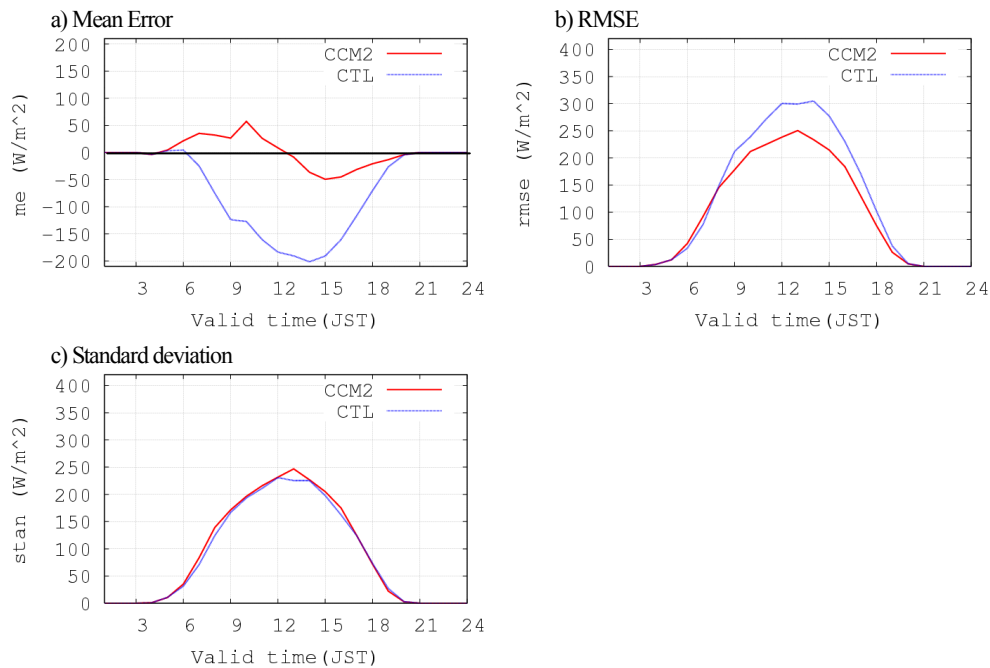 a) Mean Error
CCM2
CTL
200
150
100
50
0
−50
−100
−150
−200
me (W/m^2)
3 6 9 12 15 18 21 24
Valid time(JST)
b) RMSE
CCM2
CTL
400
350
300
250
200
150
100
50
0
rmse (W/m^2)
3 6 9 12 15 18 21 24
Valid time(JST)
c) Standard deviation
CCM2
CTL
400
350
300
250
200
150
100
50
0
stan (W/m^2)
3 6 9 12 15 18 21 24
Valid time(JST)